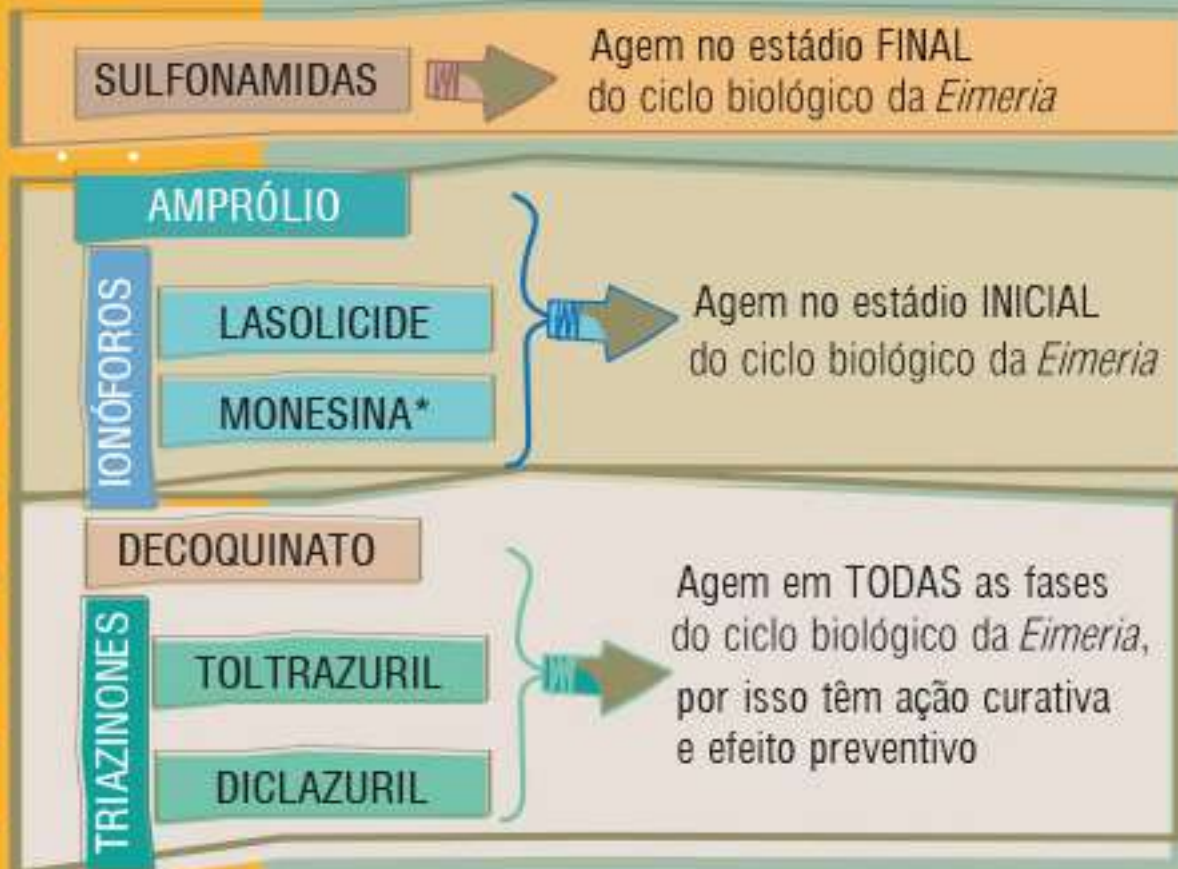 SULFONAMIDAS
Agem no estádio FINAL
do ciclo biológico da Eimeria
AMPRÓLIO
IONÓFOROS
LASOLICIDE
MONESINA*
Agem no estádio INICIAL
do ciclo biológico da Eimeria
DECOQUINATO
TRIAZINONES
TOLTRAZURIL
DICLAZURIL
Agem em TODAS as fases
do ciclo biológico da Eimeria,
por isso têm ação curativa
e efeito preventivo